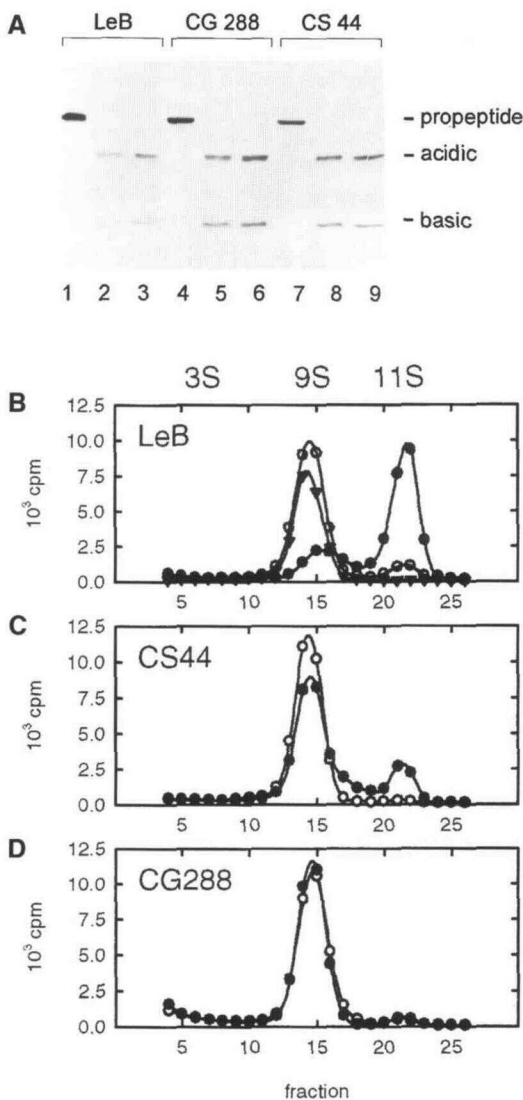 A
LeB CG 288 CS 44
- propeptide
- acidic
- basic
1 2 3 4 5 6 7 8 9
3S 9S 11S
B
LeB
12.5
10.0
7.5
5.0
2.5
0.0
10³ cpm
5 10 15 20 25
C
CS44
12.5
10.0
7.5
5.0
2.5
0.0
10³ cpm
5 10 15 20 25
D
CG288
12.5
10.0
7.5
5.0
2.5
0.0
10³ cpm
5 10 15 20 25
fraction